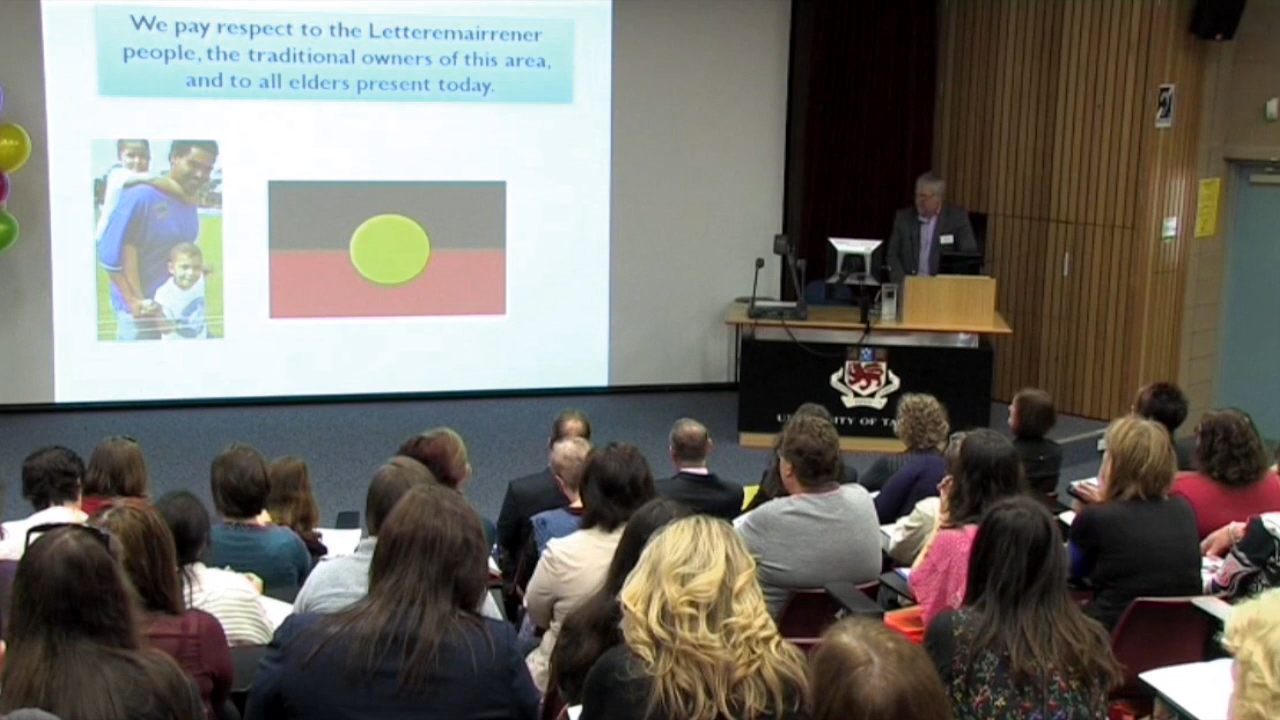 We pay respect to the Letteremairrener
people, the traditional owners of this area,
and to all elders present today.